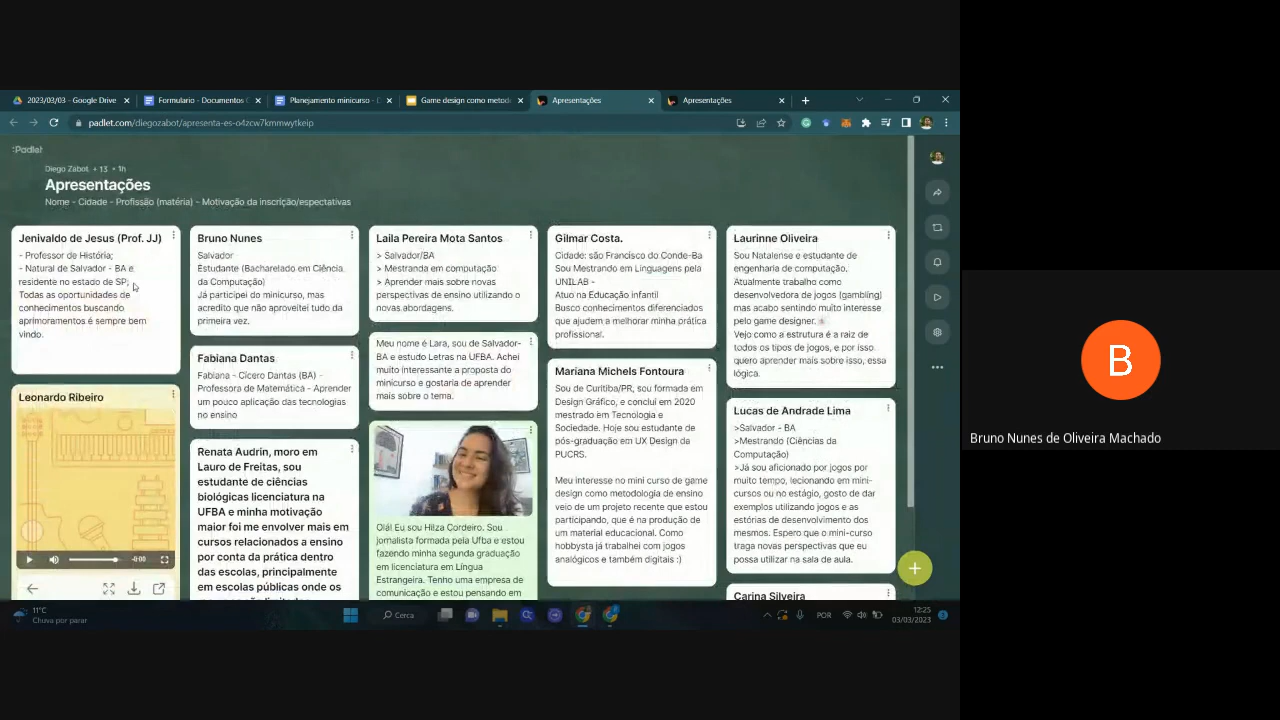 2023/03/03 - Google Drive
Formulario - Documentos
Planejamento minicurso -
Game design como metod
Apresentações
Apresentações
padlet.com/diegozabot/apresenta-es-o4zcw7kmmwytkeip
:Padlet
Diego Zabot + 13 • 1h
Apresentações
Nome - Cidade - Profissão (matéria) - Motivação da inscrição/espectativas
Jenivaldo de Jesus (Prof. JJ)
- Professor de História;
- Natural de Salvador - BA e
residente no estado de SP;
Todas as oportunidades de
conhecimentos buscando
aprimoramentos é sempre bem
vindo.
Leonardo Ribeiro
-0:00
Bruno Nunes
Salvador
Estudante (Bacharelado em Ciência
da Computação)
Já participei do minicurso, mas
acredito que não aproveitei tudo da
primeira vez.
Fabiana Dantas
Fabiana - Cícero Dantas (BA) -
Professora de Matemática - Aprender
um pouco aplicação das tecnologias
no ensino
Renata Audrín, moro em
Lauro de Freitas, sou
estudante de ciências
biológicas licenciatura na
UFBA e minha motivação
maior foi me envolver mais em
cursos relacionados a ensino
por conta da prática dentro
das escolas, principalmente
em escolas públicas onde os
Laila Pereira Mota Santos
> Salvador/BA
> Mestranda em computação
> Aprender mais sobre novas
perspectivas de ensino utilizando o
novas abordagens.
Meu nome é Lara, sou de Salvador-
BA e estudo Letras na UFBA. Achei
muito interessante a proposta do
minicurso e gostaria de aprender
mais sobre o tema.
Olá! Eu sou Hilza Cordeiro. Sou
jornalista formada pela Ufba e estou
fazendo minha segunda graduação
em licenciatura em Língua
Estrangeira. Tenho uma empresa de
comunicação e estou pensando em
Gilmar Costa.
Cidade: são Francisco do Conde-Ba
Sou Mestrando em Linguagens pela
UNILAB -
Atuo na Educação infantil
Busco conhecimentos diferenciados
que ajudem a melhorar minha prática
profissional.
Mariana Michels Fontoura
Sou de Curitiba/PR, sou formada em
Design Gráfico, e conclui em 2020
mestrado em Tecnologia e
Sociedade. Hoje sou estudante de
pós-graduação em UX Design da
PUCRS.
Meu interesse no mini curso de game
design como metodologia de ensino
veio de um projeto recente que estou
participando, que é na produção de
um material educacional. Como
hobbysta já trabalhei com jogos
analógicos e também digitais :)
Laurinne Oliveira
Sou Natalense e estudante de
engenharia de computação.
Atualmente trabalho como
desenvolvedora de jogos (gambling)
mas acabo sentindo muito interesse
pelo game designer.
Vejo como a estrutura é a raiz de
todos os tipos de jogos, e por isso
quero aprender mais sobre isso, essa
lógica.
Lucas de Andrade Lima
>Salvador - BA
>Mestrando (Ciências da
Computação)
>Já sou aficionado por jogos por
muito tempo, lecionando em mini-
cursos ou no estágio, gosto de dar
exemplos utilizando jogos e as
estórias de desenvolvimento dos
mesmos. Espero que o mini-curso
traga novas perspectivas que eu
possa utilizar na sala de aula.
Carina Silveira
B
Bruno Nunes de Oliveira Machado
11°C
Chuva por parar
Cerca
POR
12:25
03/03/2023